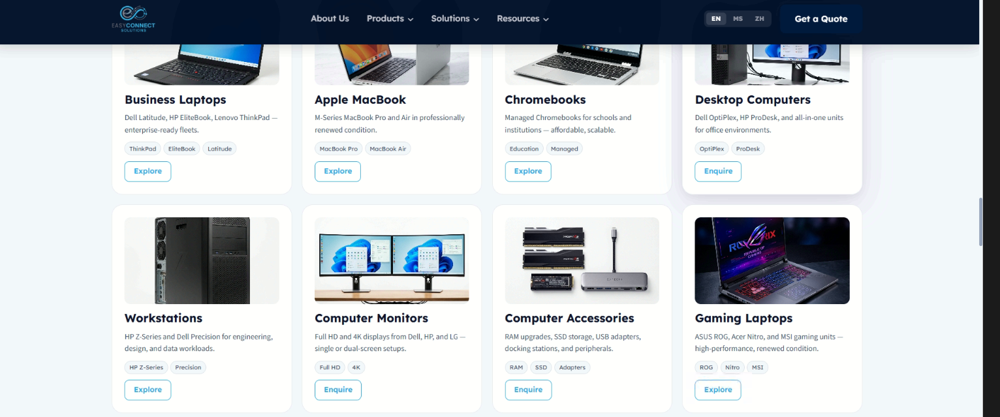 EASYCONNECT
SOLUTIONS
About Us
Products
Solutions
Resources
EN
MS
ZH
Get a Quote
Business Laptops
Dell Latitude, HP EliteBook, Lenovo ThinkPad —
enterprise-ready fleets.
ThinkPad
EliteBook
Latitude
Explore
Apple MacBook
M-Series MacBook Pro and Air in professionally
renewed condition.
MacBook Pro
MacBook Air
Explore
Chromebooks
Managed Chromebooks for schools and
institutions — affordable, scalable.
Education
Managed
Explore
Desktop Computers
Dell OptiPlex, HP ProDesk, and all-in-one units
for office environments.
OptiPlex
ProDesk
Enquire
Workstations
HP Z-Series and Dell Precision for engineering,
design, and data workloads.
HP Z-Series
Precision
Explore
Computer Monitors
Full HD and 4K displays from Dell, HP, and LG —
single or dual-screen setups.
Full HD
4K
Enquire
Computer Accessories
RAM upgrades, SSD storage, USB adapters,
docking stations, and peripherals.
RAM
SSD
Adapters
Enquire
REPUBLIC OF
GAMERS
Gaming Laptops
ASUS ROG, Acer Nitro, and MSI gaming units —
high-performance, renewed condition.
ROG
Nitro
MSI
Explore